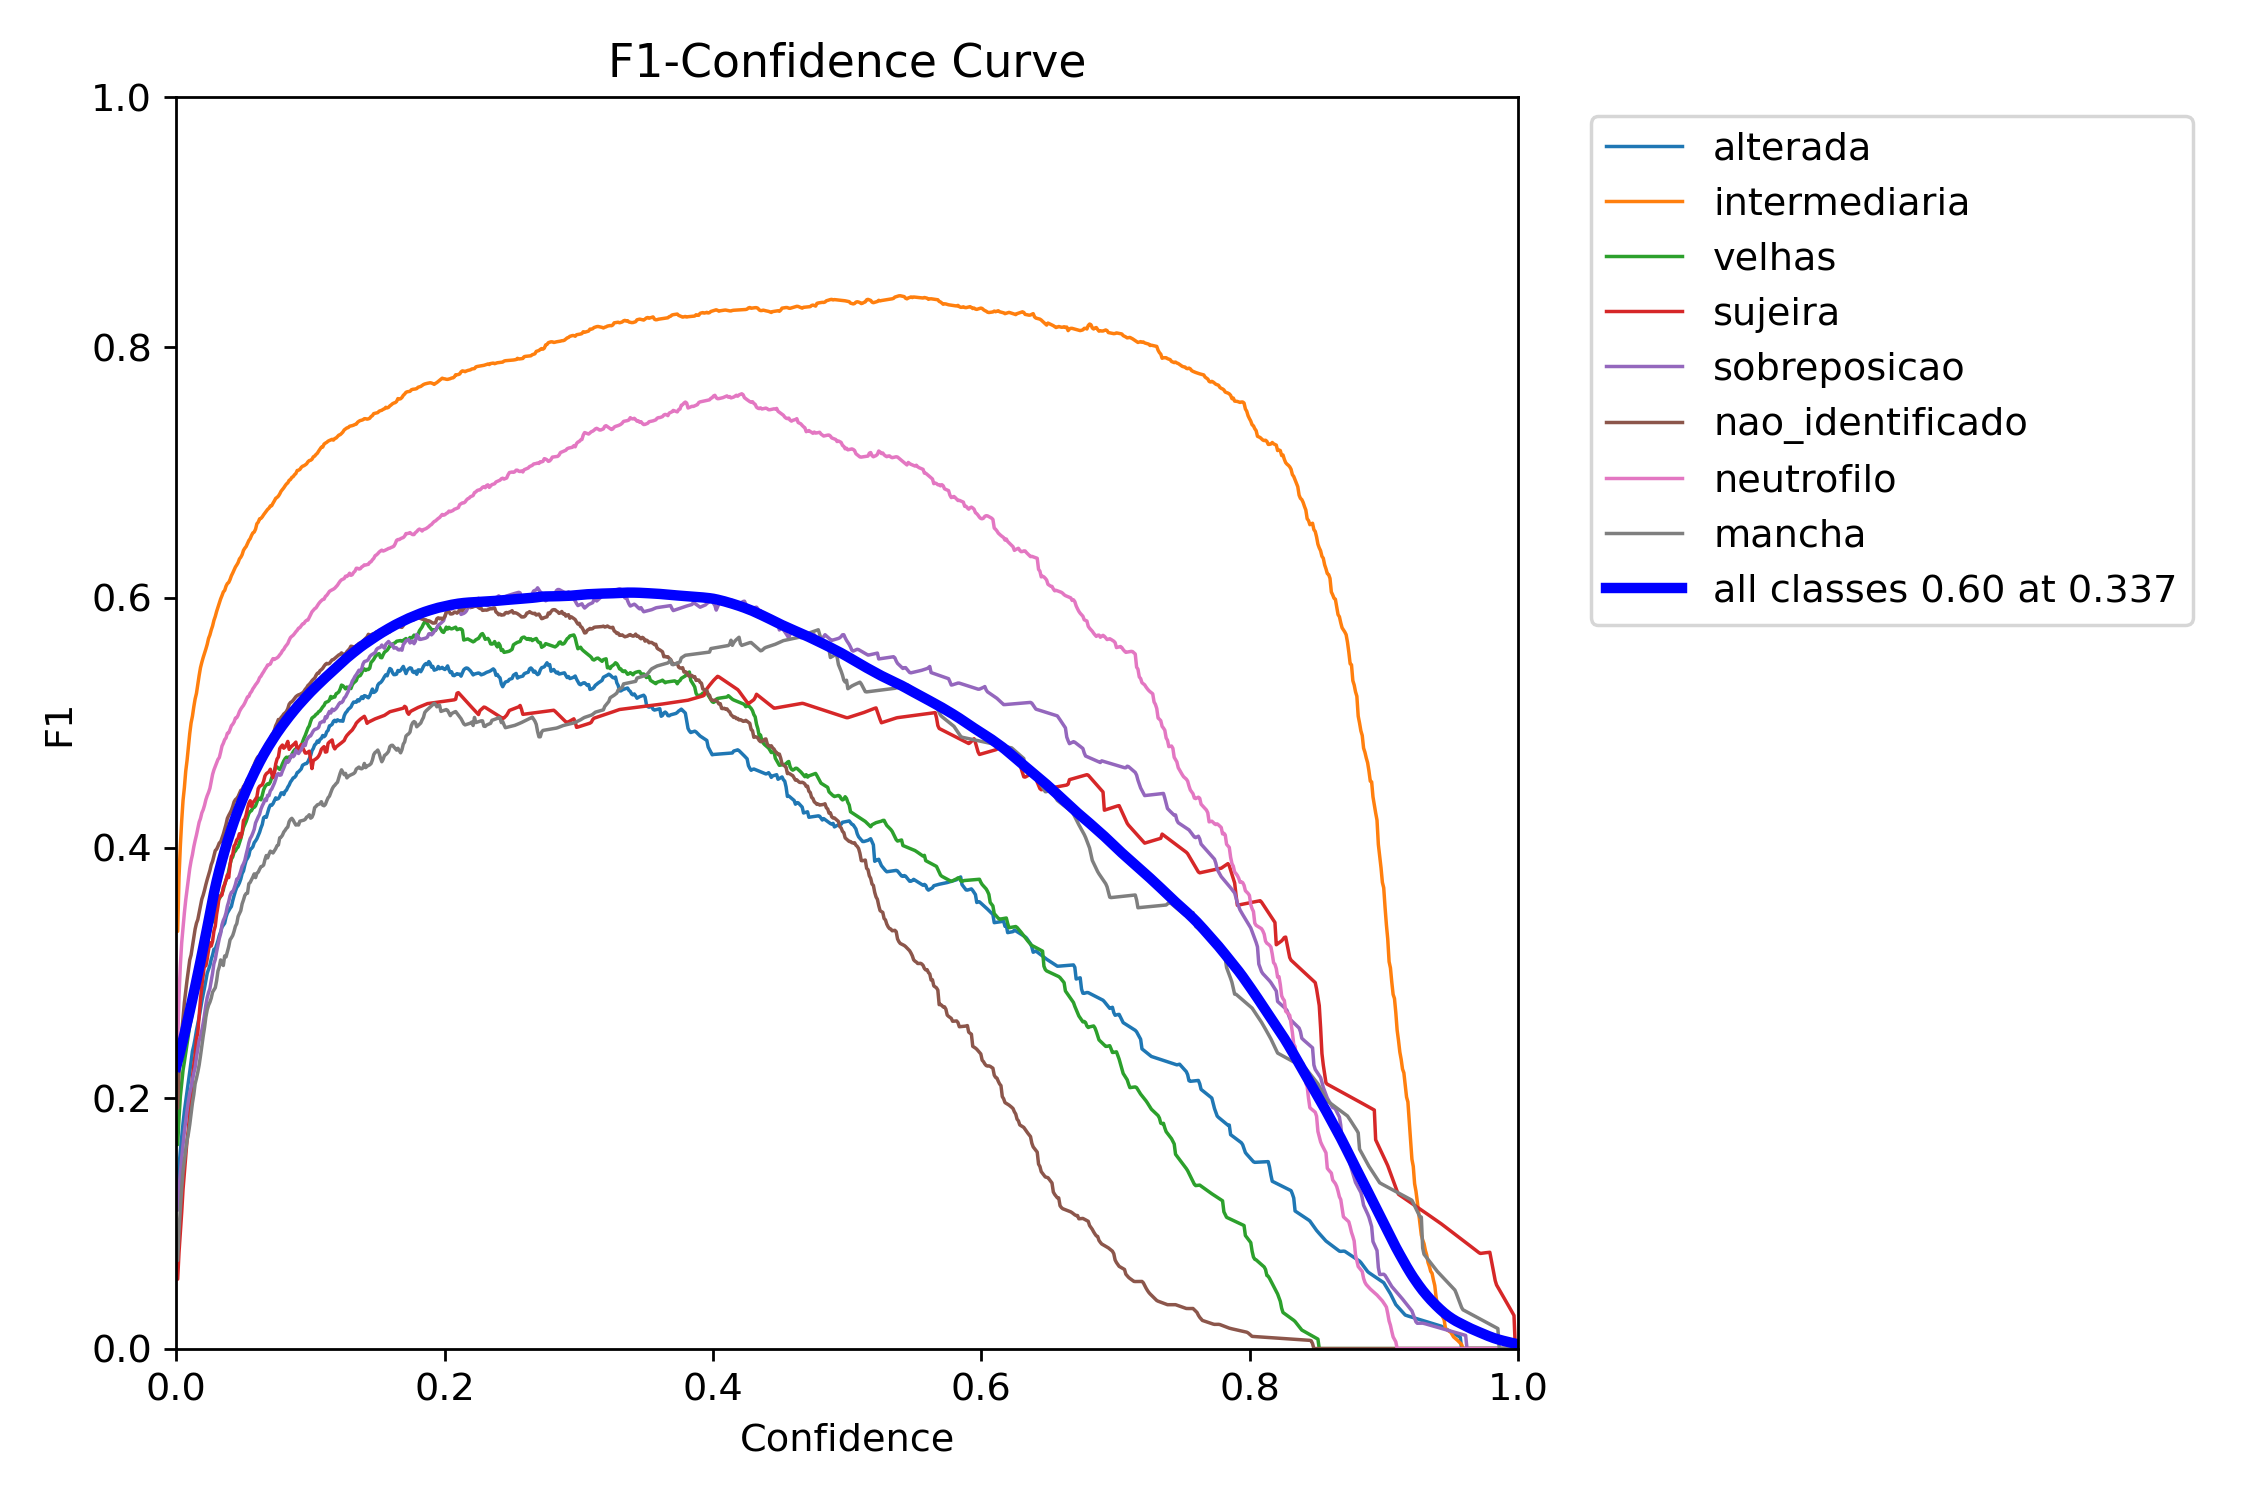 F1-Confidence Curve
1.0
0.8
0.6
0.4
0.2
0.0
F1
0.0 0.2 0.4 0.6 0.8 1.0
Confidence
alterada
intermediaria
velhas
sujeira
sobreposicao
nao_identificado
neutrofilo
mancha
all classes 0.60 at 0.337